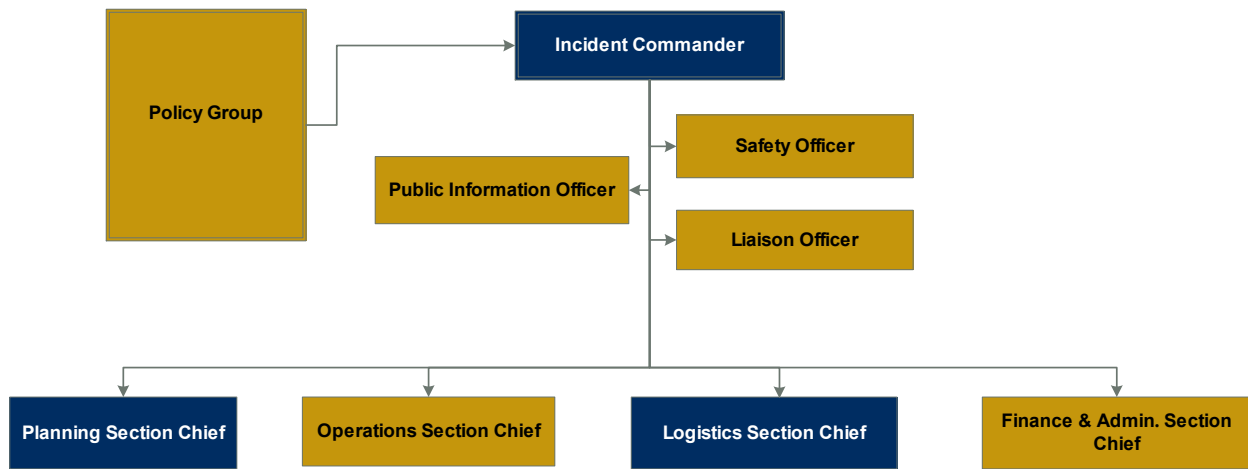 Incident Commander
Policy Group
Safety Officer
Public Information Officer
Liaison Officer
Planning Section Chief
Operations Section Chief
Logistics Section Chief
Finance & Admin. Section
Chief